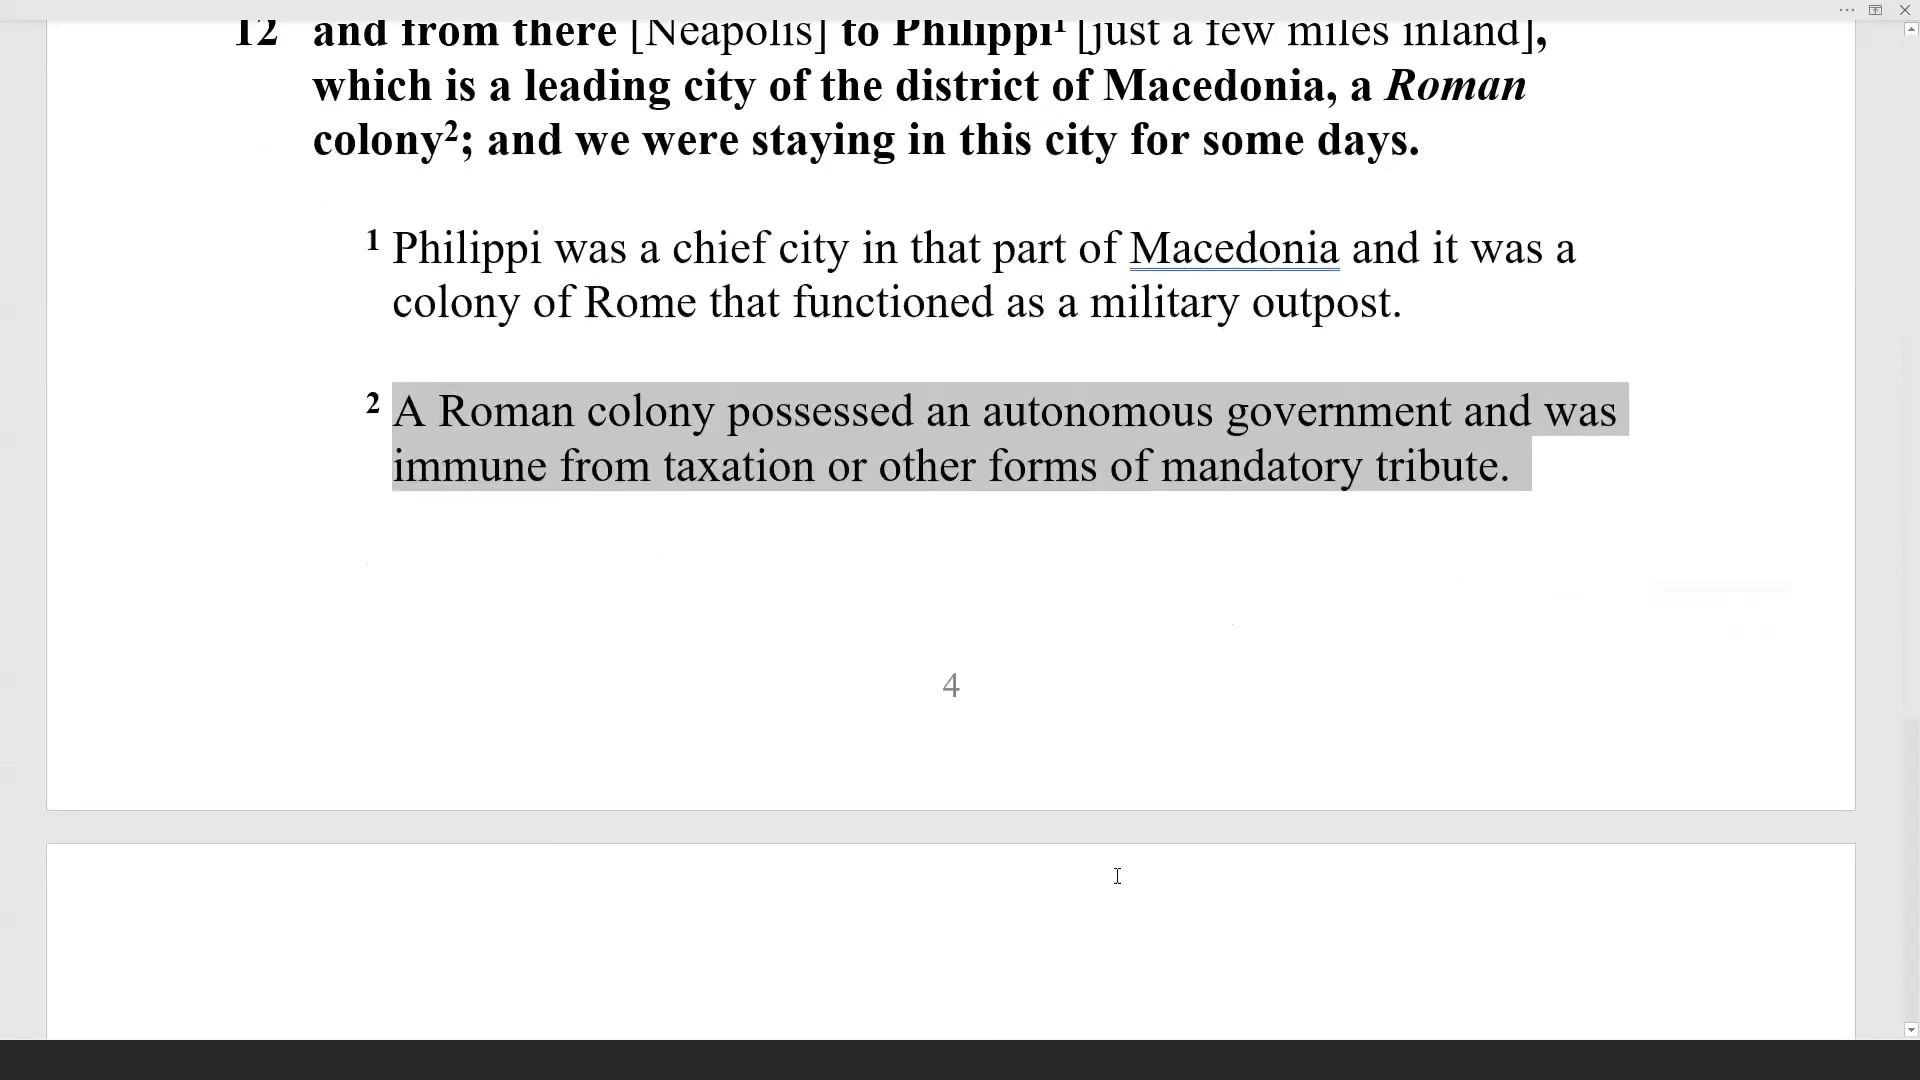 12 and from there [Neapolis] to Philippi¹ [just a few miles inland],
which is a leading city of the district of Macedonia, a Roman
colony²; and we were staying in this city for some days.
¹ Philippi was a chief city in that part of Macedonia and it was a
colony of Rome that functioned as a military outpost.
² A Roman colony possessed an autonomous government and was
immune from taxation or other forms of mandatory tribute.
4